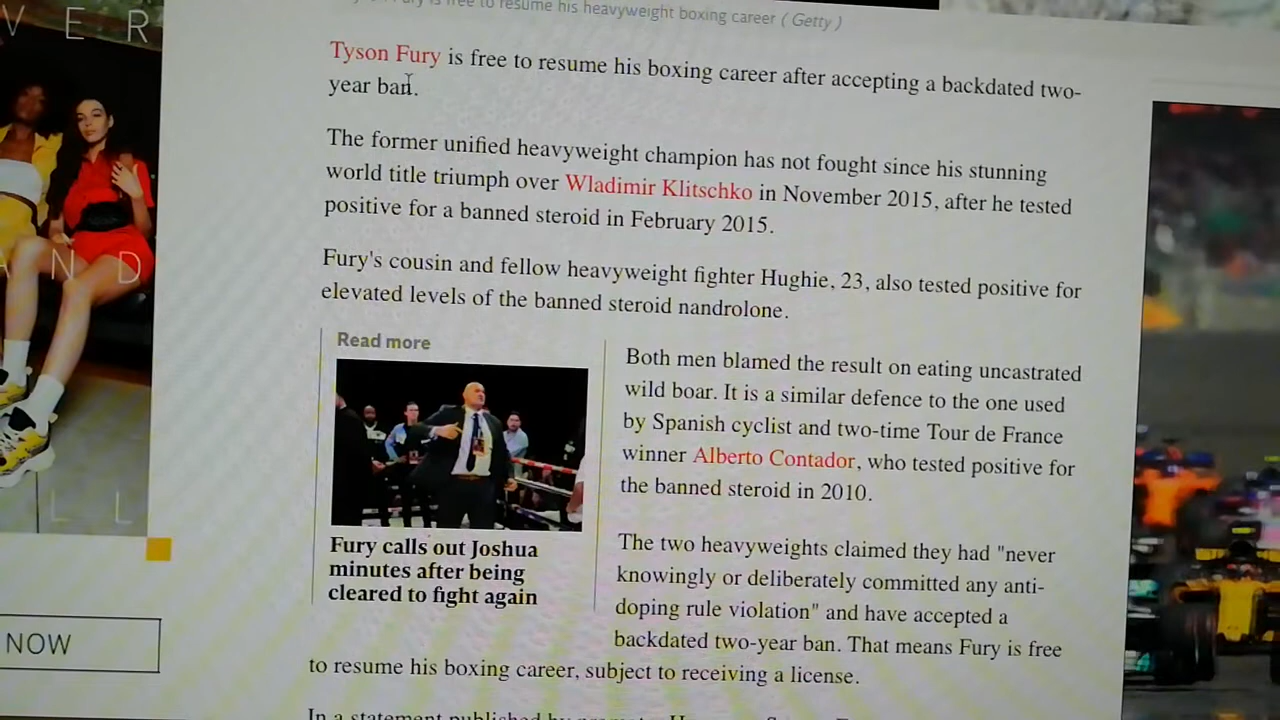 V E R
is free to resume his heavyweight boxing career ( Getty )
Tyson Fury is free to resume his boxing career after accepting a backdated two-
year ban.
The former unified heavyweight champion has not fought since his stunning
world title triumph over Wladimir Klitschko in November 2015, after he tested
positive for a banned steroid in February 2015.
Fury's cousin and fellow heavyweight fighter Hughie, 23, also tested positive for
elevated levels of the banned steroid nandrolone.
Read more
Fury calls out Joshua
minutes after being
cleared to fight again
Both men blamed the result on eating uncastrated
wild boar. It is a similar defence to the one used
by Spanish cyclist and two-time Tour de France
winner Alberto Contador, who tested positive for
the banned steroid in 2010.
The two heavyweights claimed they had "never
knowingly or deliberately committed any anti-
doping rule violation" and have accepted a
backdated two-year ban. That means Fury is free
to resume his boxing career, subject to receiving a license.
In a statement published by
A N D
L L
NOW